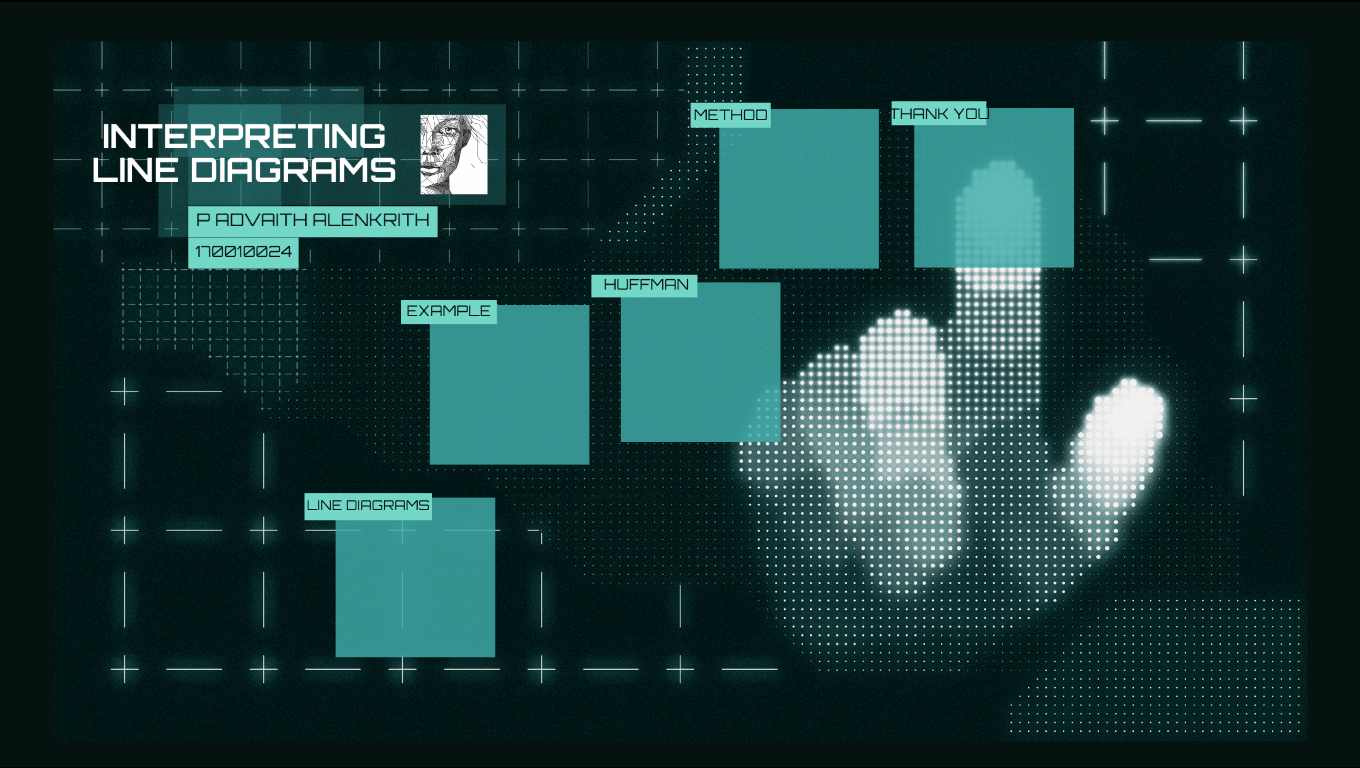 INTERPRETING
LINE DIAGRAMS
P ADVAITH ALENKRITH
170010024
METHOD
THANK YOU
HUFFMAN
EXAMPLE
LINE DIAGRAMS